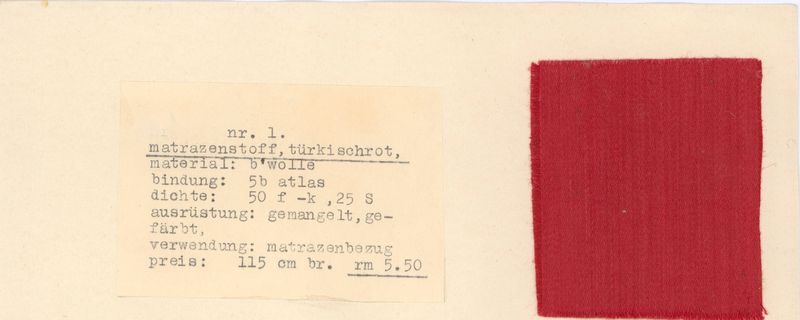 nr. 1.
matrazenstoff, türkischrot,
material: b'wolle
bindung: 5b atlas
dichte: 50 f -k ,25 S
ausrüstung: gemangelt, ge-
färbt,
verwendung: matrazenbezug
preis: 115 cm br. rm 5.50